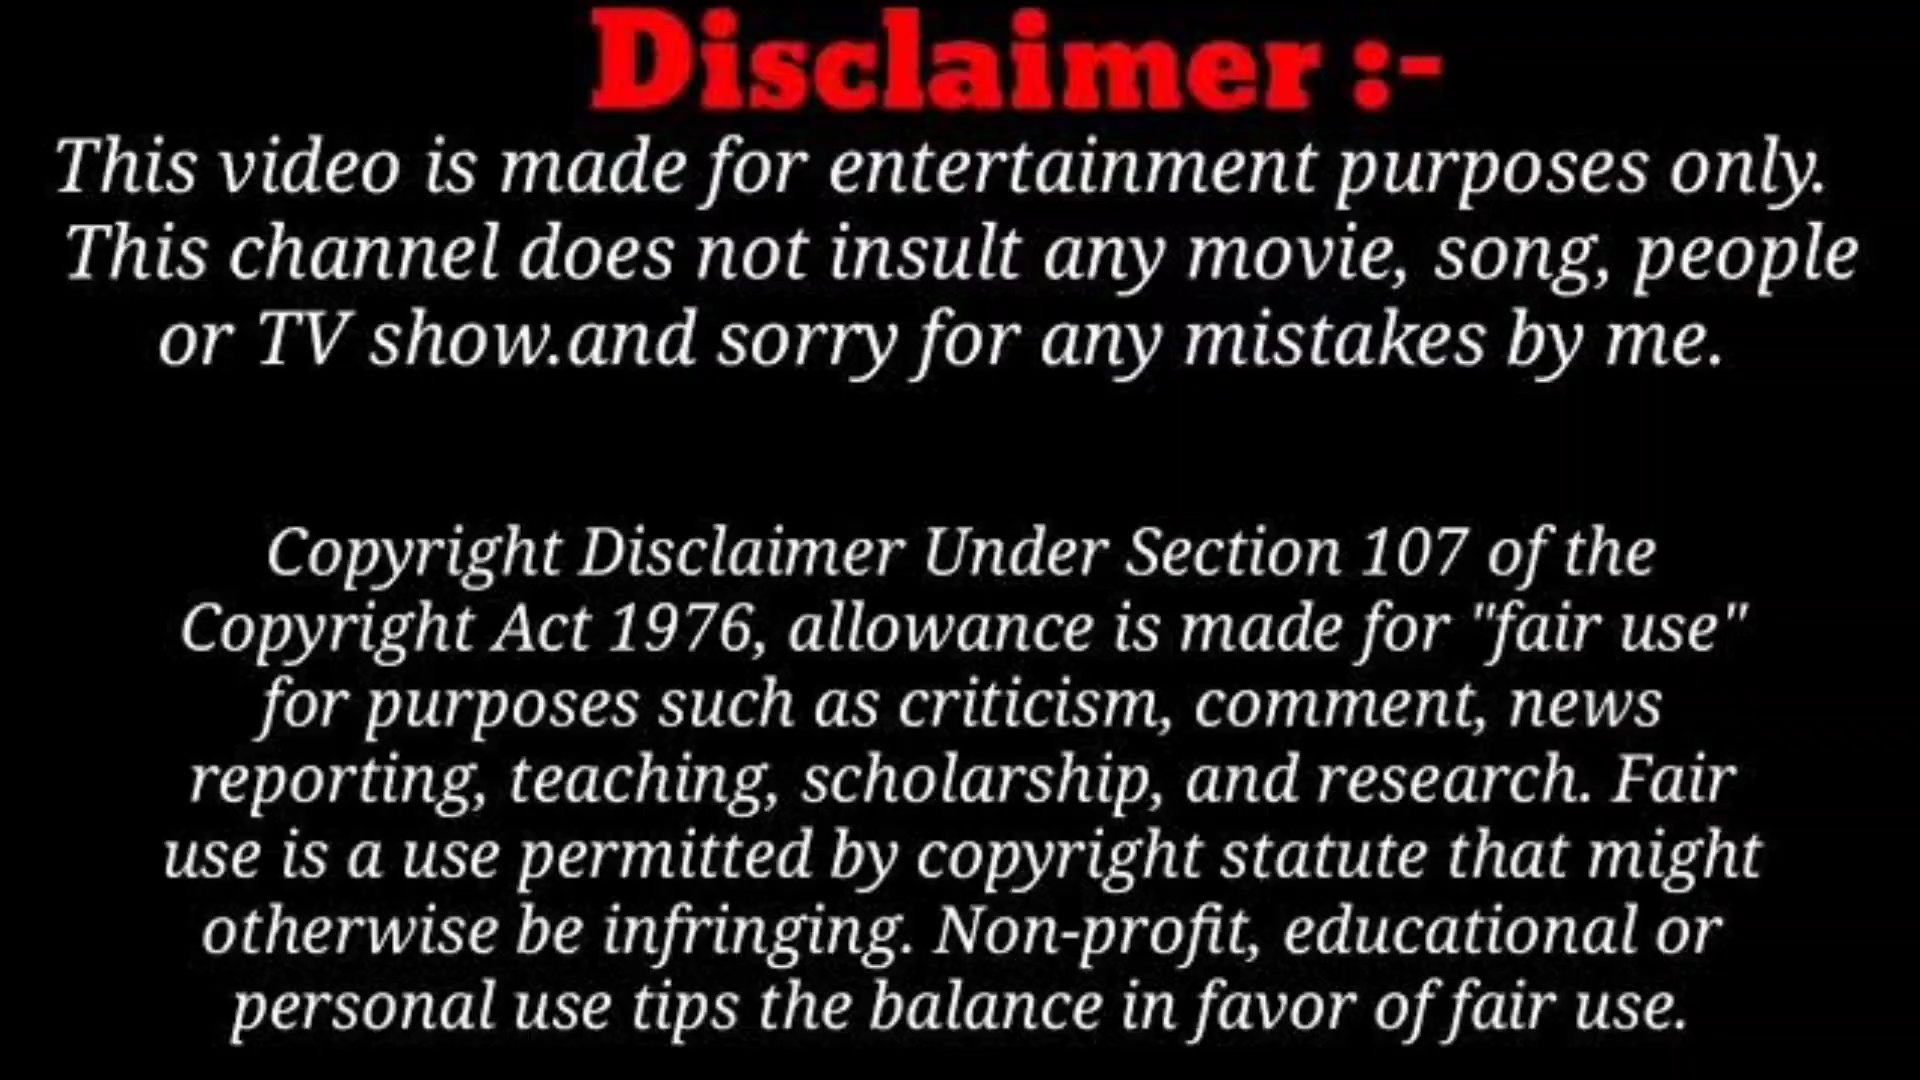 Disclaimer :-
This video is made for entertainment purposes only.
This channel does not insult any movie, song, people
or TV show.and sorry for any mistakes by me.
Copyright Disclaimer Under Section 107 of the
Copyright Act 1976, allowance is made for "fair use"
for purposes such as criticism, comment, news
reporting, teaching, scholarship, and research. Fair
use is a use permitted by copyright statute that might
otherwise be infringing. Non-profit, educational or
personal use tips the balance in favor of fair use.